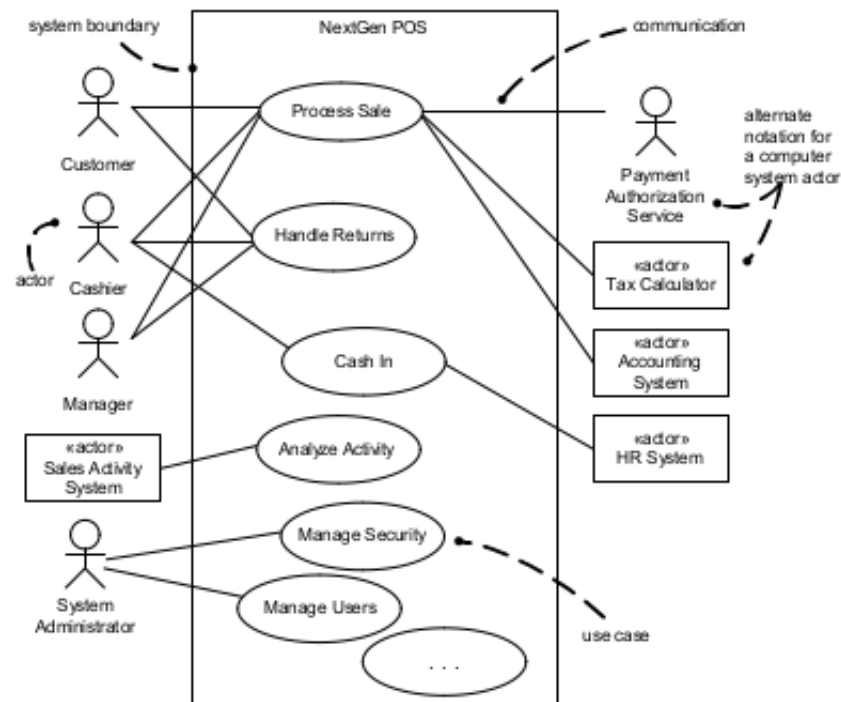 system boundary
NextGen POS
communication
Process Sale
Customer
alternate
notation for
a computer
system actor
Payment
Authorization
Service
Handle Returns
actor
Cashier
«actor»
Tax Calculator
Cash In
«actor»
Accounting
System
Manager
«actor»
Sales Activity
System
Analyze Activity
«actor»
HR System
Manage Security
System
Administrator
Manage Users
use case
. . .